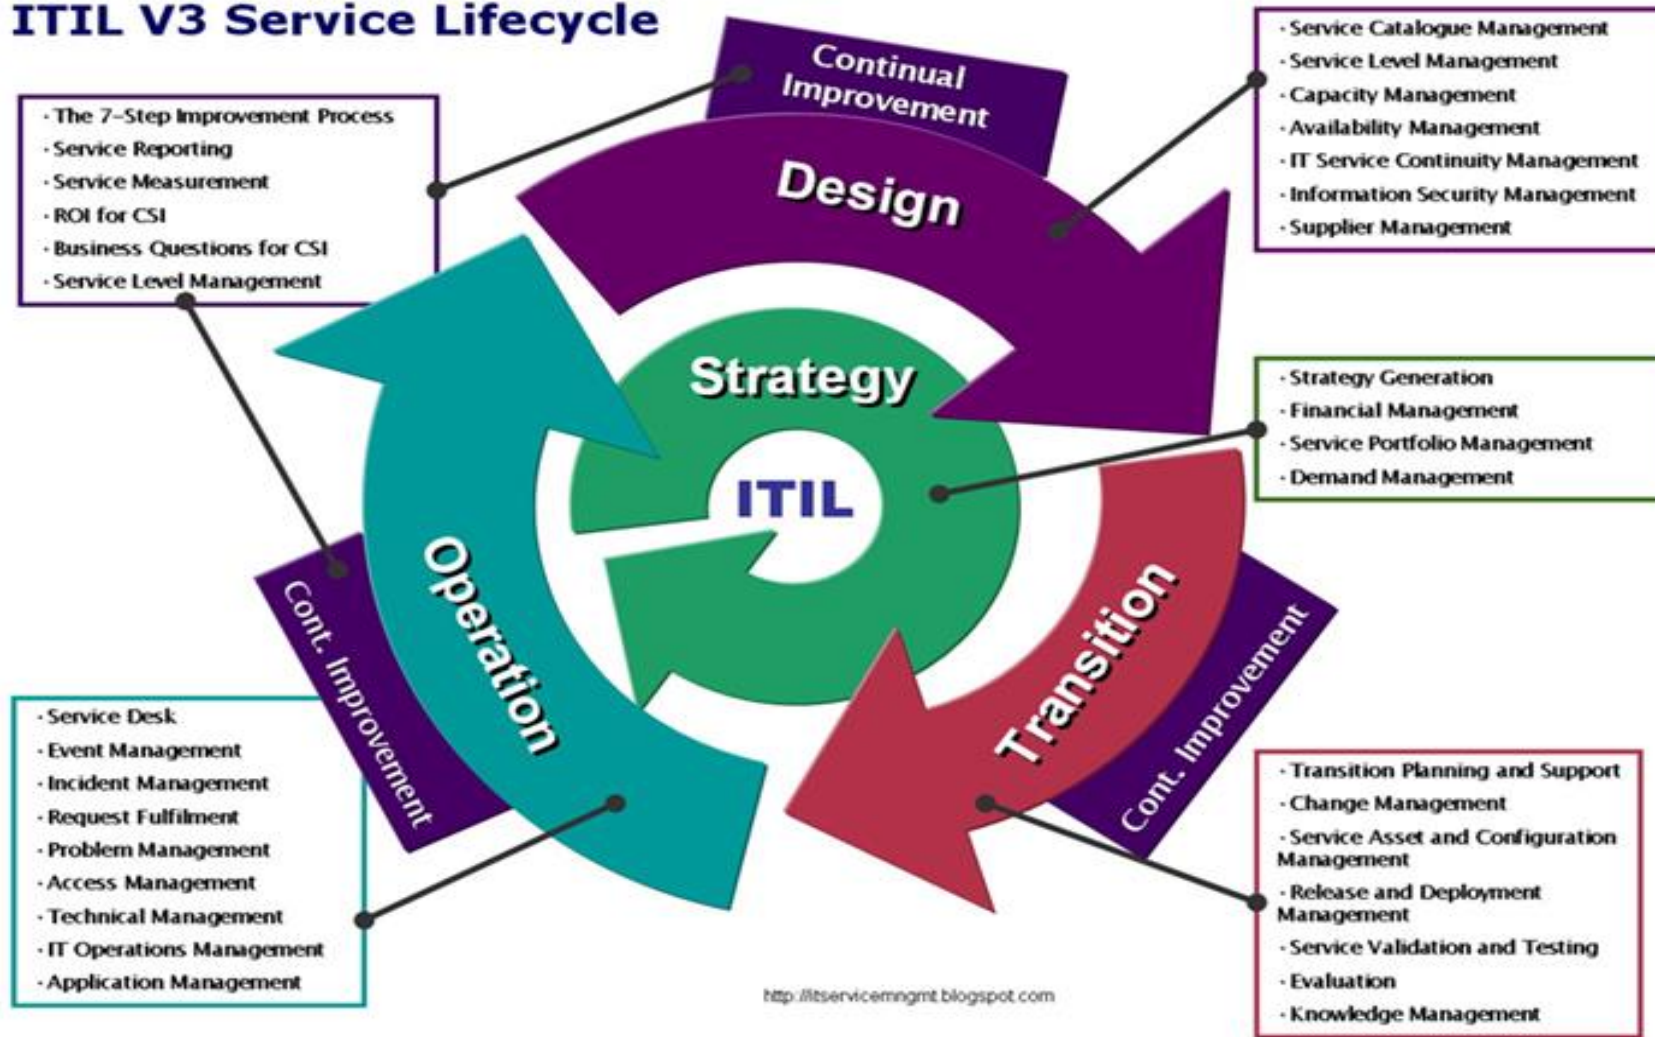 ITIL V3 Service Lifecycle
Continual
Improvement
· The 7-Step Improvement Process
· Service Reporting
· Service Measurement
· ROI for CSI
· Business Questions for CSI
· Service Level Management
· Service Catalogue Management
· Service Level Management
· Capacity Management
· Availability Management
· IT Service Continuity Management
· Information Security Management
· Supplier Management
Design
Strategy
ITIL
· Strategy Generation
· Financial Management
· Service Portfolio Management
· Demand Management
Operation
Transition
Cont. Improvement
Cont. Improvement
· Service Desk
· Event Management
· Incident Management
· Request Fulfilment
· Problem Management
· Access Management
· Technical Management
· IT Operations Management
· Application Management
· Transition Planning and Support
· Change Management
· Service Asset and Configuration
Management
· Release and Deployment
Management
· Service Validation and Testing
· Evaluation
· Knowledge Management
http://itservicemngmt.blogspot.com